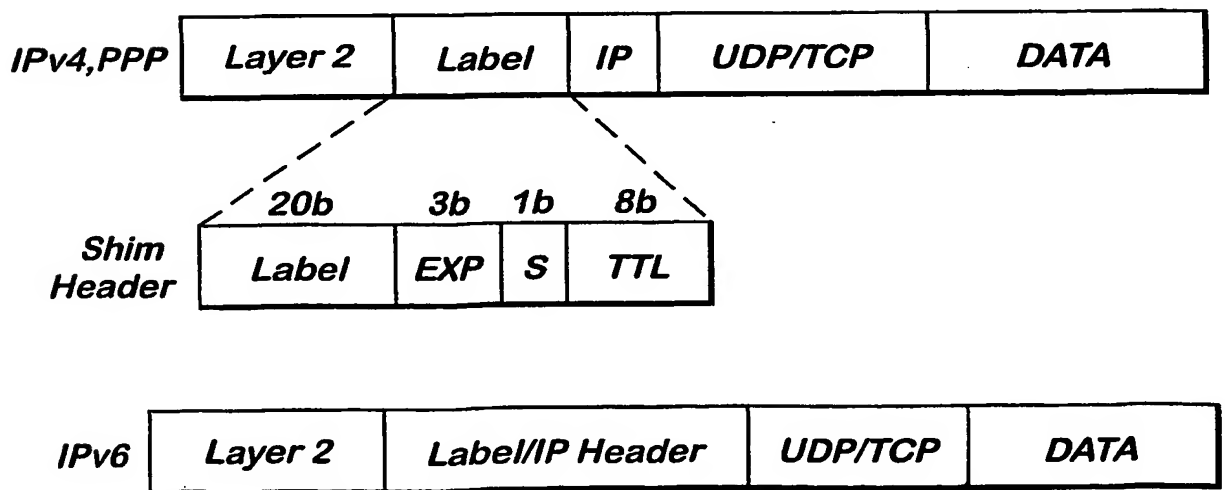 IPv4,PPP Layer 2 Label IP UDP/TCP DATA
20b 3b 1b 8b
Shim Header Label EXP S TTL
IPv6 Layer 2 Label/IP Header UDP/TCP DATA